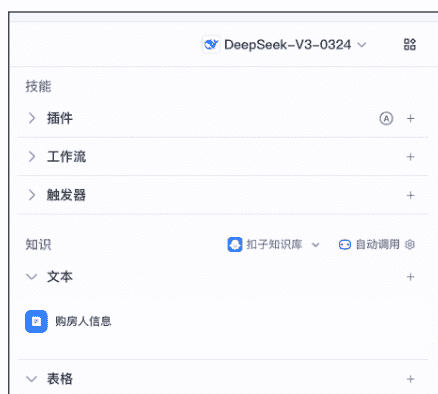 DeepSeek-V3-0324
技能
插件
工作流
触发器
知识 扣子知识库 自动调用
文本
购房人信息
表格